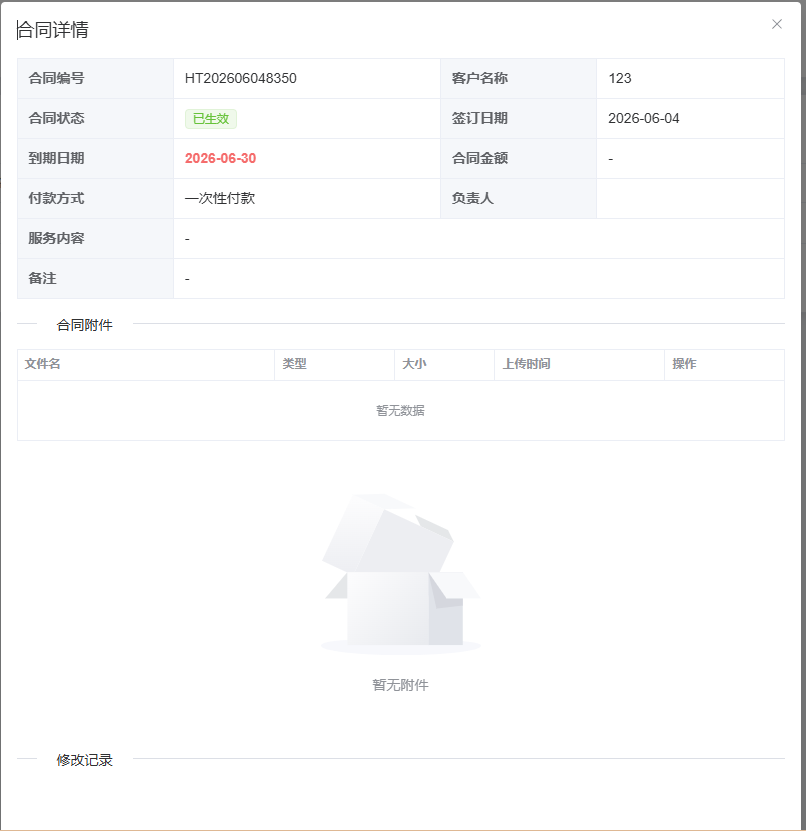 合同详情
合同编号 HT202606048350 客户名称 123
合同状态 已生效 签订日期 2026-06-04
到期日期 2026-06-30 合同金额 -
付款方式 一次性付款 负责人
服务内容 -
备注 -
合同附件
文件名 类型 大小 上传时间 操作
暂无数据
暂无附件
修改记录